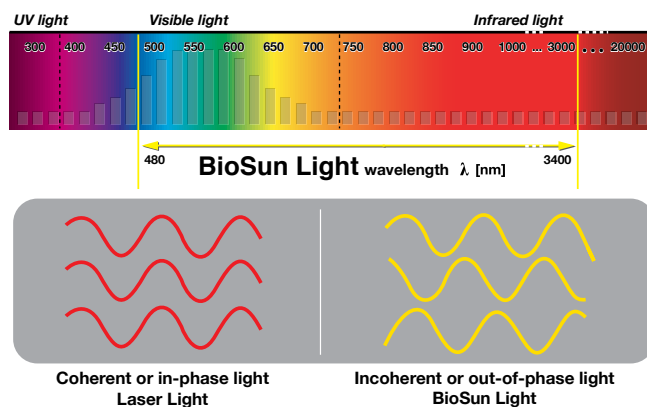 UV light Visible light Infrared light
300 400 450 500 550 600 650 700 750 800 850 900 1000 ... 3000 ... 20000
480 3400
BioSun Light wavelength λ [nm]
Coherent or in-phase light
Laser Light
Incoherent or out-of-phase light
BioSun Light